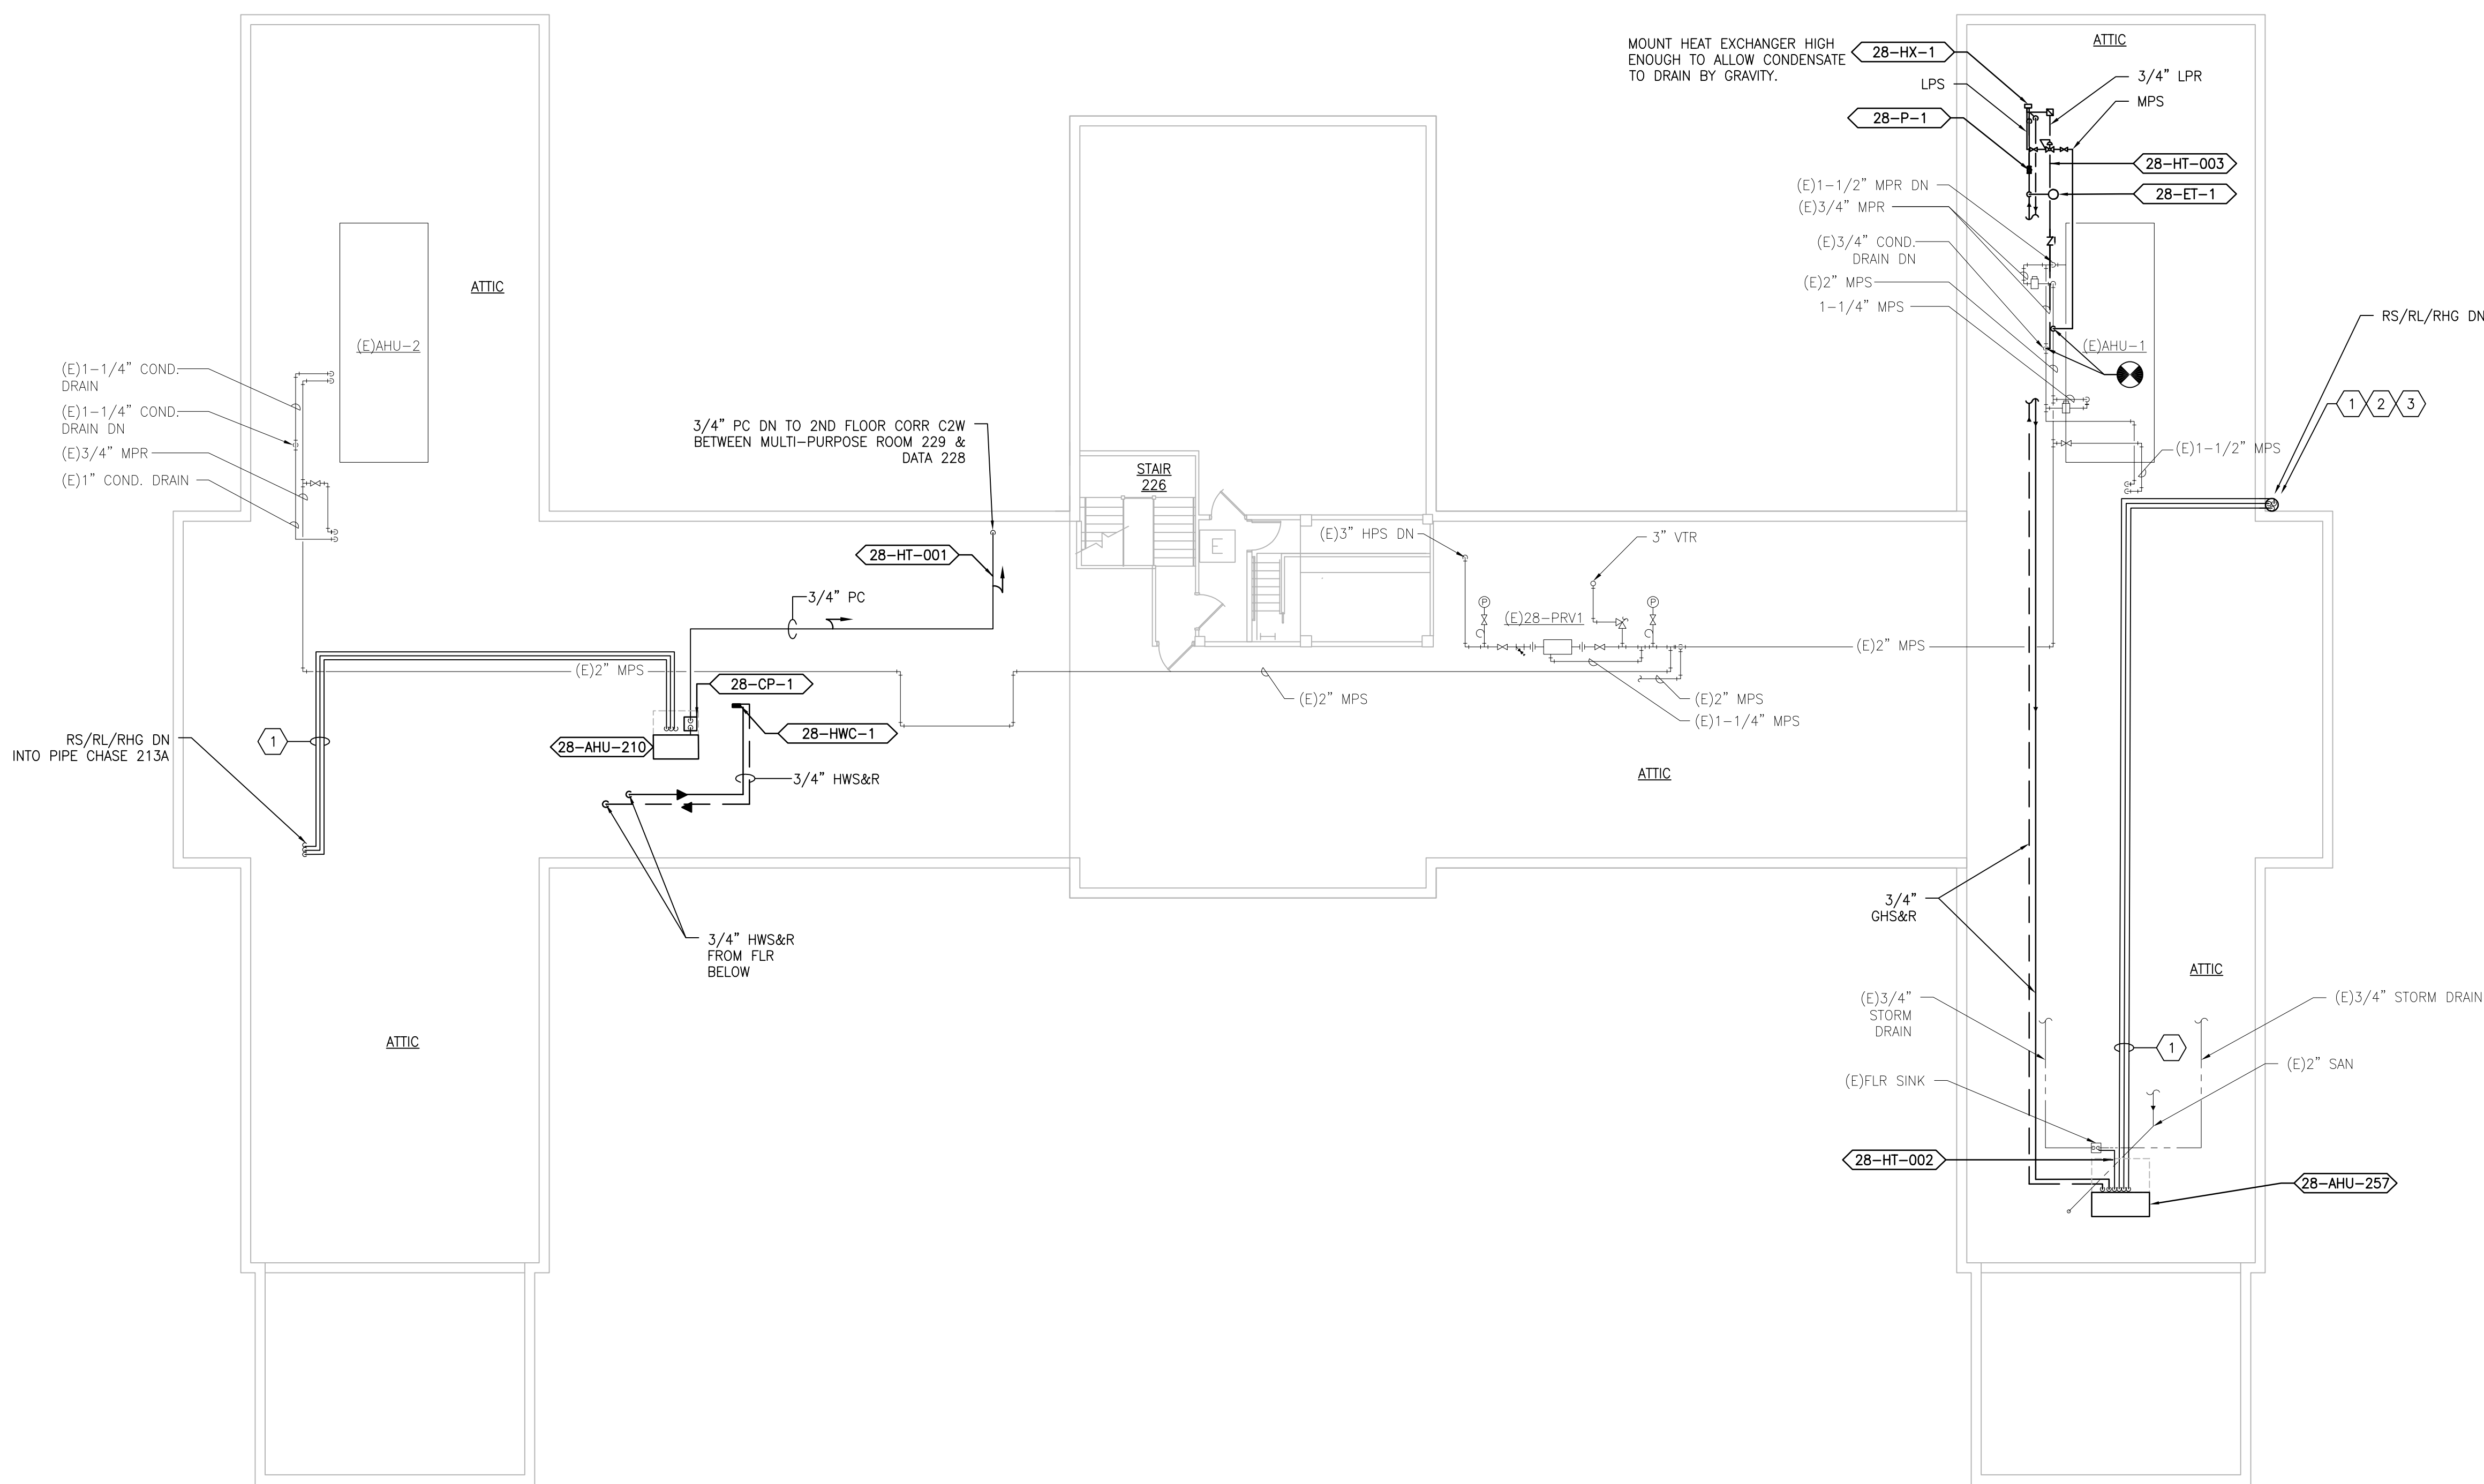 ATTIC
MOUNT HEAT EXCHANGER HIGH
ENOUGH TO ALLOW CONDENSATE
TO DRAIN BY GRAVITY.
28-HX-1
LPS
3/4" LPR
MPS
28-P-1
28-HT-003
28-ET-1
(E)1-1/2" MPR DN
(E)3/4" MPR
(E)3/4" COND.
DRAIN DN
(E)2" MPS
1-1/4" MPS
(E)AHU-1
RS/RL/RHG DN
1
2
3
(E)1-1/2" MPS
ATTIC
(E)AHU-2
(E)1-1/4" COND.
DRAIN
(E)1-1/4" COND.
DRAIN DN
(E)3/4" MPR
(E)1" COND. DRAIN
3/4" PC DN TO 2ND FLOOR CORR C2W
BETWEEN MULTI-PURPOSE ROOM 229 &
DATA 228
STAIR
226
E
28-HT-001
3/4" PC
(E)3" HPS DN
3" VTR
P
(E)28-PRV1
P
(E)2" MPS
(E)2" MPS
(E)2" MPS
(E)2" MPS
(E)1-1/4" MPS
28-CP-1
28-HWC-1
28-AHU-210
3/4" HWS&R
RS/RL/RHG DN
INTO PIPE CHASE 213A
1
ATTIC
3/4" HWS&R
FROM FLR
BELOW
3/4"
GHS&R
ATTIC
ATTIC
(E)3/4"
STORM
DRAIN
(E)3/4" STORM DRAIN
1
(E)2" SAN
(E)FLR SINK
28-HT-002
28-AHU-257